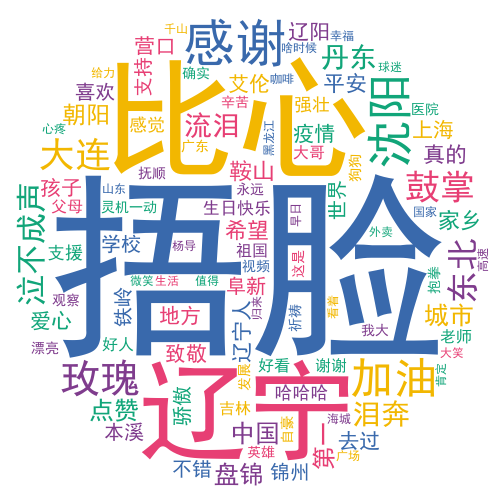 千山
啥时候
辽阳
幸福
感谢
营口
丹东
球迷
给力
支持
确实
喜欢
比心
艾伦
咖啡
平安
沈阳
辛苦
强壮
医院
朝阳
感觉
流泪
疫情
上海
心疼
大连
广东
黑龙江
大哥
狗狗
真的
抚顺
鞍山
孩子
山东
永远
世界
鼓掌
父母
灵机一动
生日快乐
早日
国家
家乡
泣不成声
捂脸
希望
祖国
外卖
东北
支援
学校
杨导
视频
这是
高速
微笑
生活
值得
阜新
抱拳
观察
铁岭
地方
辽宁人
归来
祈祷
看着
城市
爱心
漂亮
好人
致敬
我大
老师
大笑
玫瑰
辽宁
好看
谢谢
加油
肯定
发展
哈哈哈
点赞
骄傲
吉林
泪奔
本溪
中国
自豪
海城
第一
去过
不错
盘锦
英雄
锦州
广场